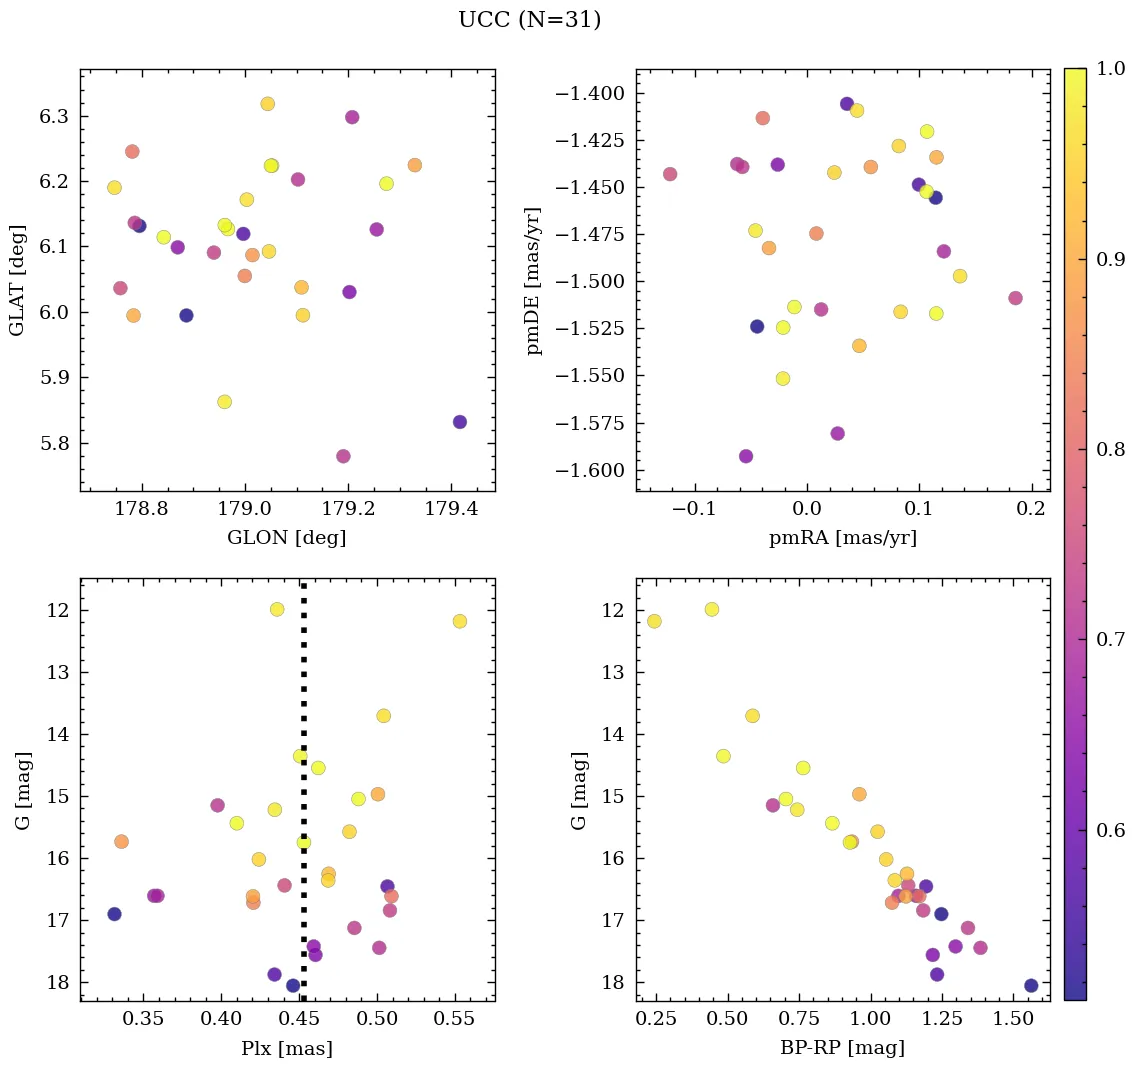 UCC (N=31)
6.3
6.2
6.1
6.0
5.9
5.8
GLAT [deg]
178.8 179.0 179.2 179.4
GLON [deg]
−1.400
−1.425
−1.450
−1.475
−1.500
−1.525
−1.550
−1.575
−1.600
pmDE [mas/yr]
−0.1 0.0 0.1 0.2
pmRA [mas/yr]
12
13
14
15
16
17
18
G [mag]
0.35 0.40 0.45 0.50 0.55
Plx [mas]
12
13
14
15
16
17
18
G [mag]
0.25 0.50 0.75 1.00 1.25 1.50
BP-RP [mag]
1.0
0.9
0.8
0.7
0.6